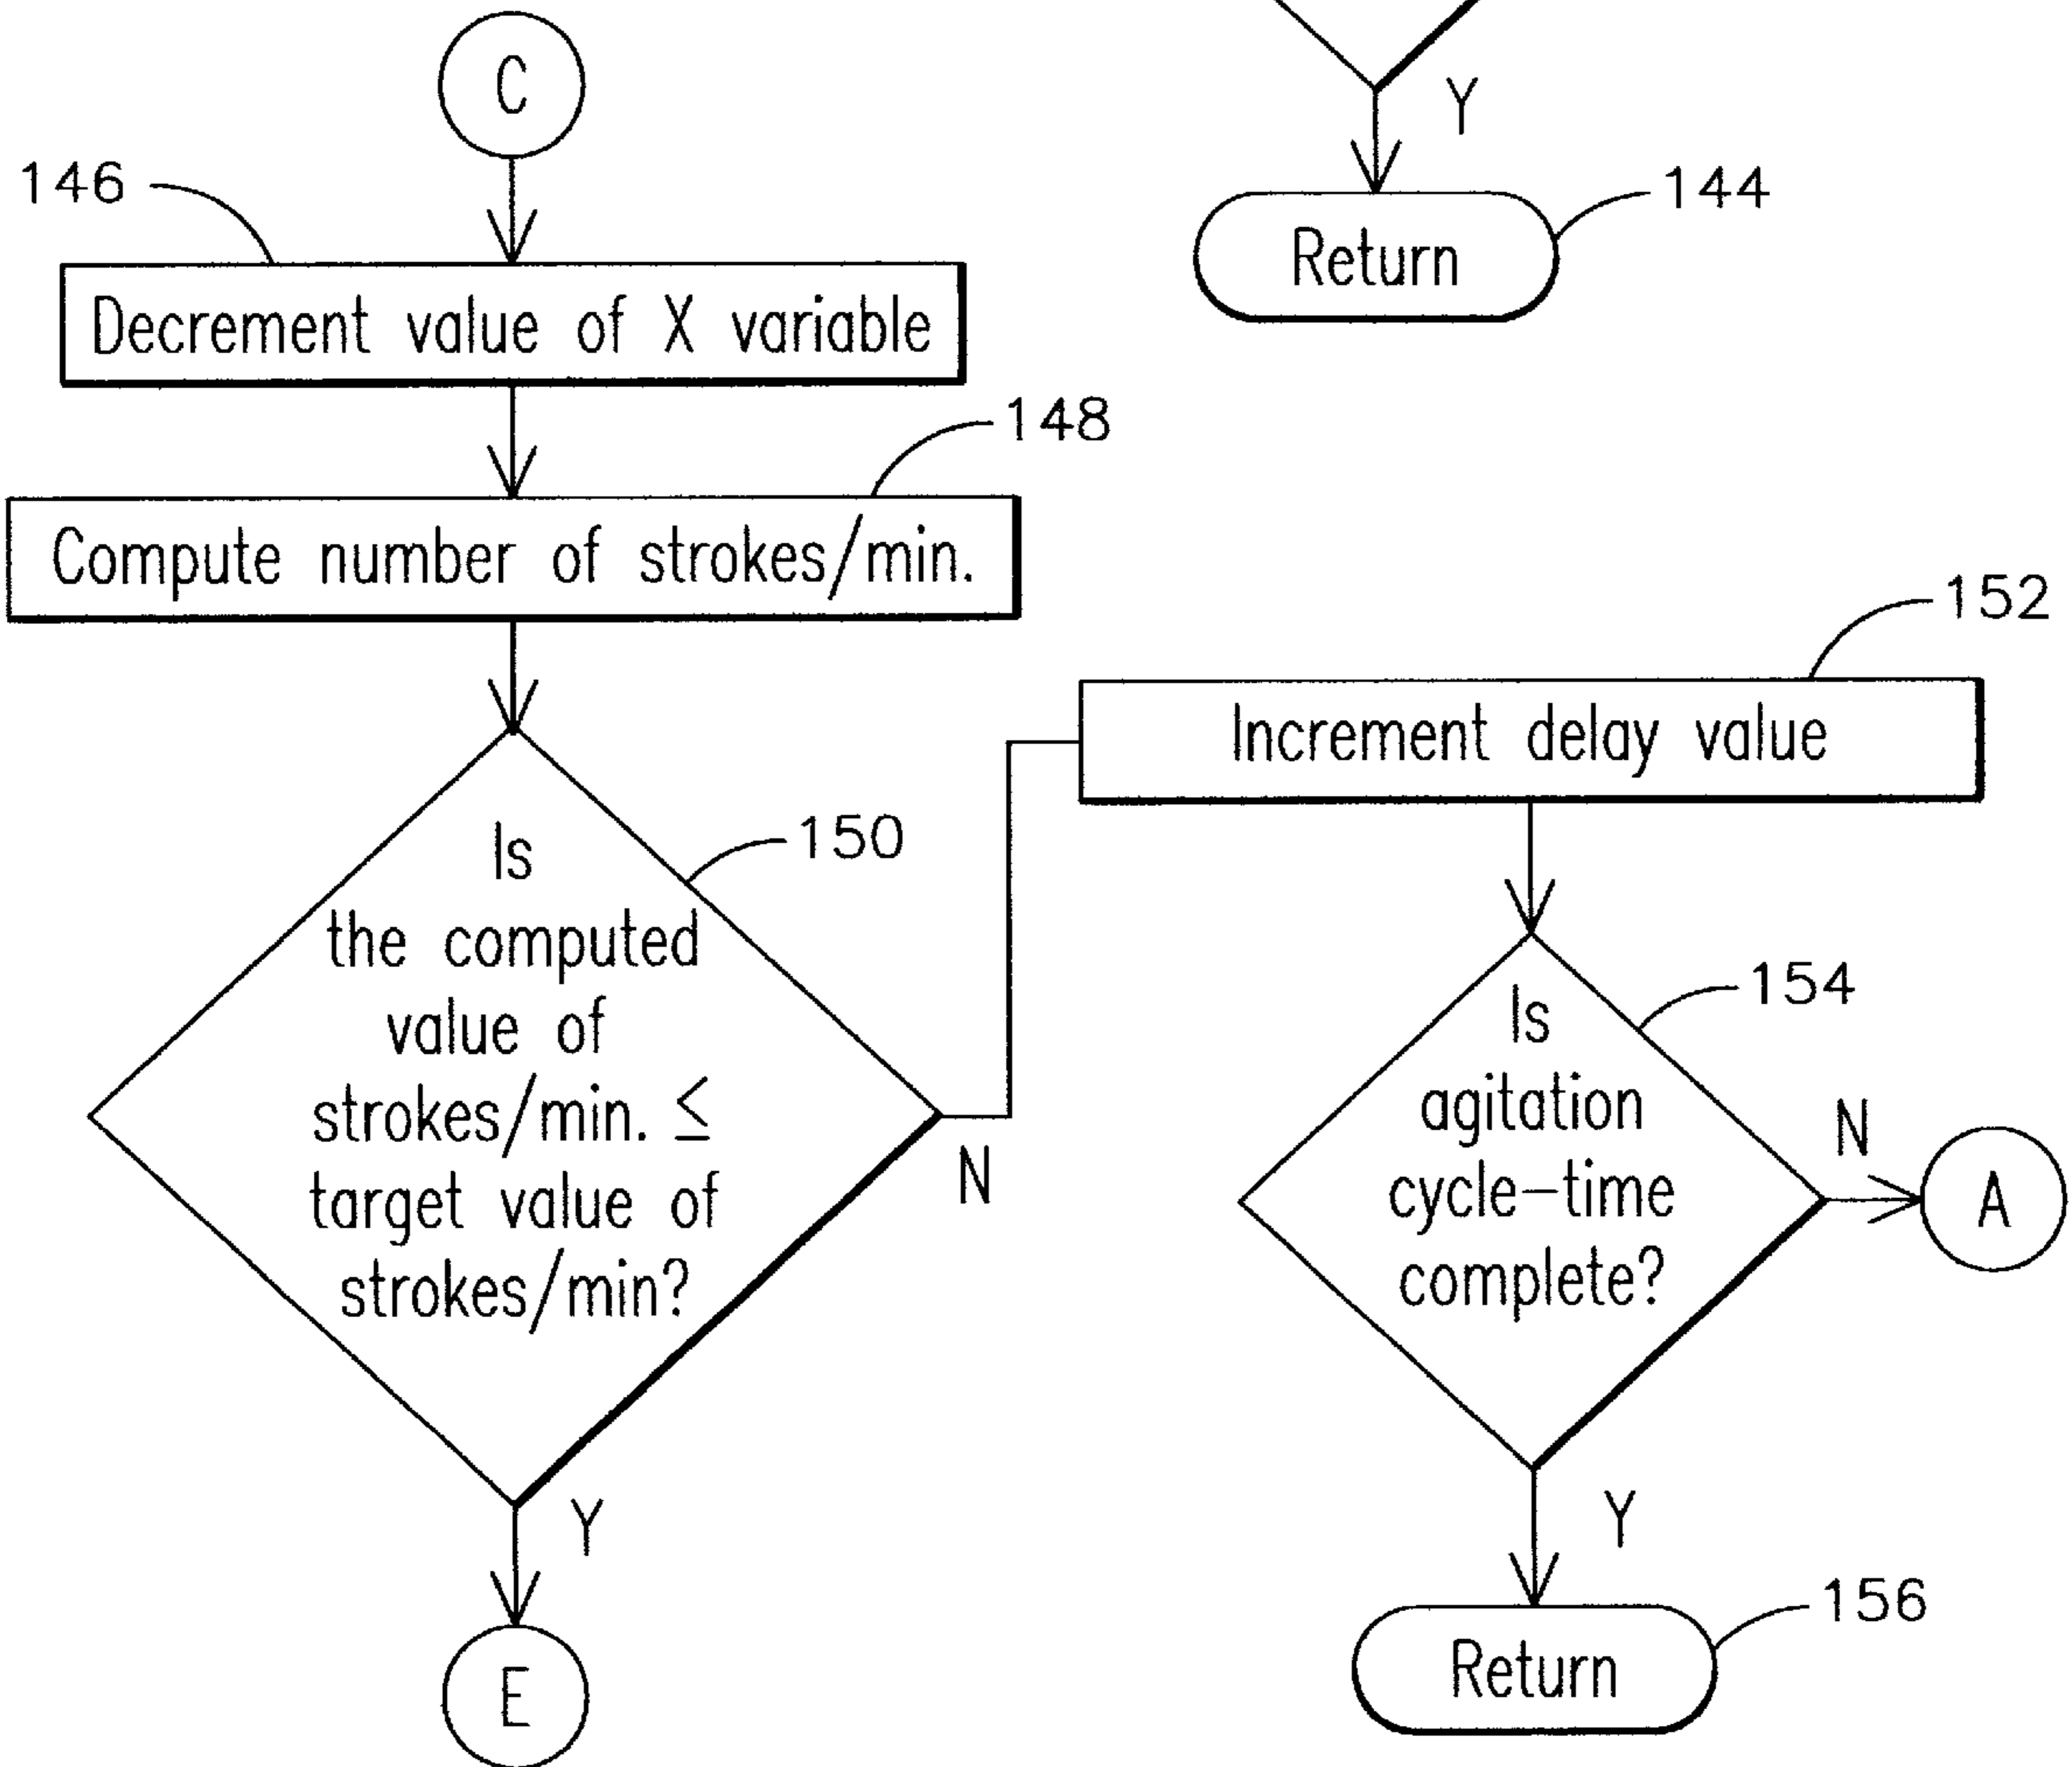 C
146
Decrement value of X variable
148
Compute number of strokes/min.
150
Is
the computed
value of
strokes/min. ≤
target value of
strokes/min?
N
Y
E
Y
144
Return
152
Increment delay value
154
Is
agitation
cycle-time
complete?
N
A
Y
156
Return